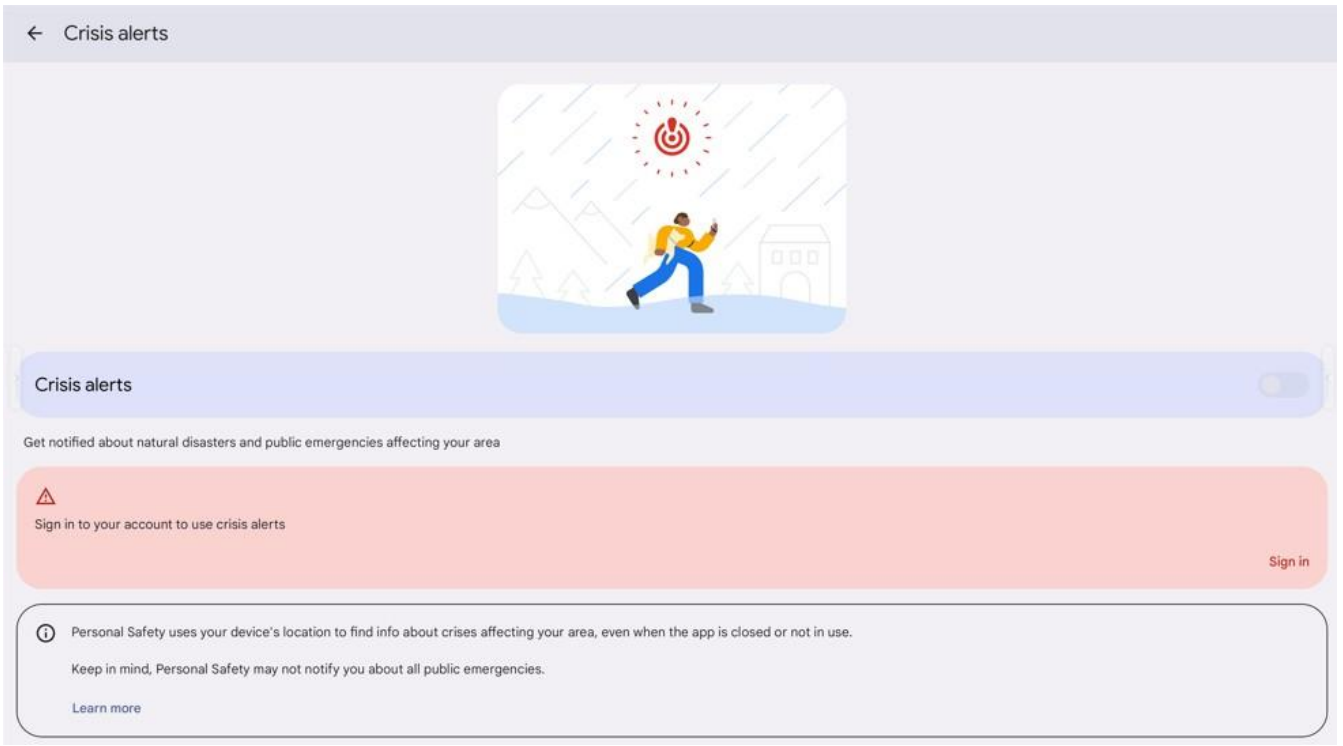 Crisis alerts
Crisis alerts
Get notified about natural disasters and public emergencies affecting your area
Sign in to your account to use crisis alerts
Sign in
Personal Safety uses your device's location to find info about crises affecting your area, even when the app is closed or not in use.
Keep in mind, Personal Safety may not notify you about all public emergencies.
Learn more